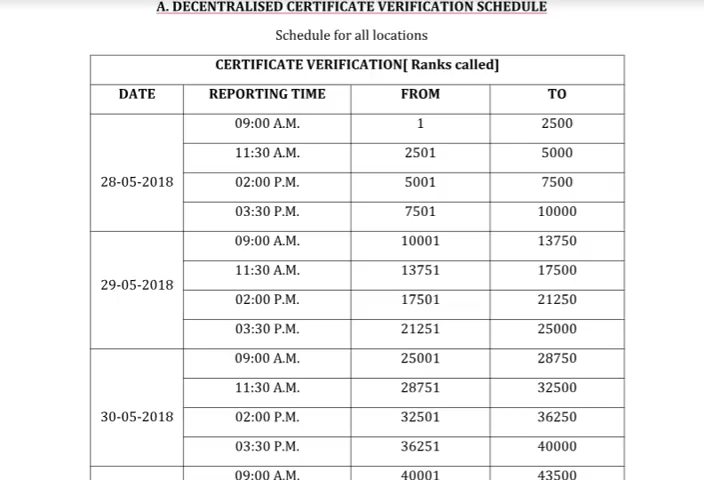 A. DECENTRALISED CERTIFICATE VERIFICATION SCHEDULE
Schedule for all locations
CERTIFICATE VERIFICATION[ Ranks called]
DATE REPORTING TIME FROM TO
09:00 A.M. 1 2500
11:30 A.M. 2501 5000
28-05-2018 02:00 P.M. 5001 7500
03:30 P.M. 7501 10000
09:00 A.M. 10001 13750
11:30 A.M. 13751 17500
29-05-2018
02:00 P.M. 17501 21250
03:30 P.M. 21251 25000
09:00 A.M. 25001 28750
11:30 A.M. 28751 32500
30-05-2018 02:00 P.M. 32501 36250
03:30 P.M. 36251 40000
09:00 A.M. 40001 43500